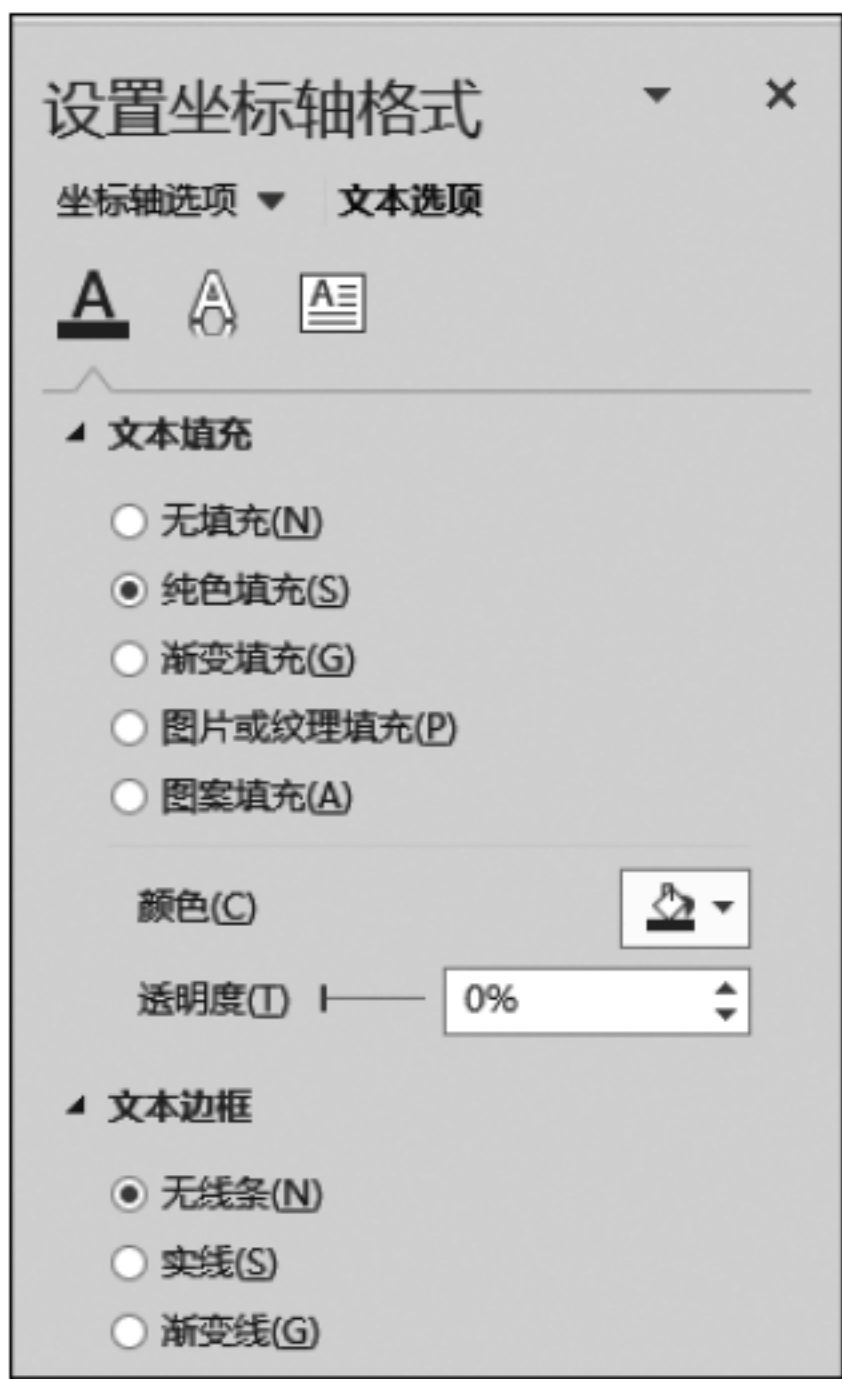 设置坐标轴格式
坐标轴选项 文本选项
文本填充
无填充(N)
纯色填充(S)
渐变填充(G)
图片或纹理填充(P)
图案填充(A)
颜色(C)
透明度(T) 0%
文本边框
无线条(N)
实线(S)
渐变线(G)